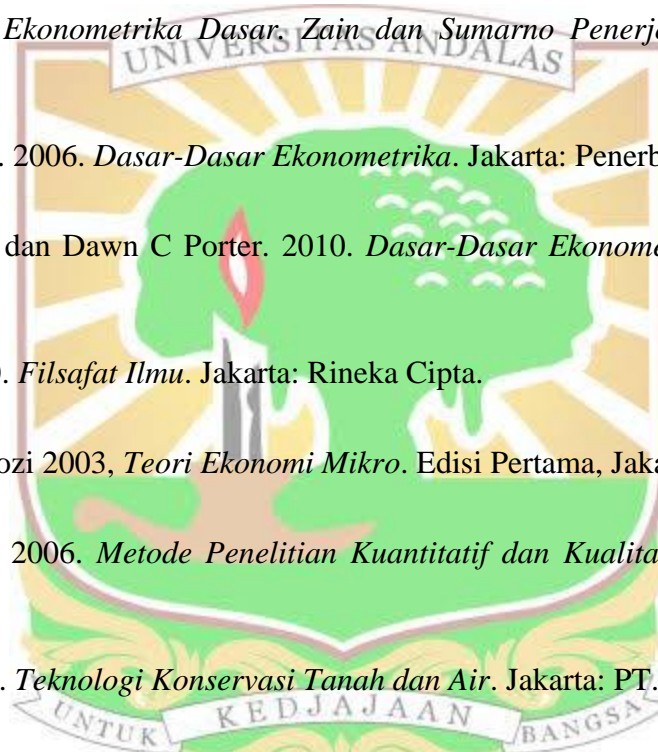 Ekonometrika Dasar. Zain dan Sumarno Penerj
UNIVERSITAS ANDALAS
. 2006. Dasar-Dasar Ekonometrika. Jakarta: Penerb
dan Dawn C Porter. 2010. Dasar-Dasar Ekonome
. Filsafat Ilmu. Jakarta: Rineka Cipta.
ozi 2003, Teori Ekonomi Mikro. Edisi Pertama, Jaka
2006. Metode Penelitian Kuantitatif dan Kualita
. Teknologi Konservasi Tanah dan Air. Jakarta: PT.
UNTUK KEDJAJAAN BANGSA